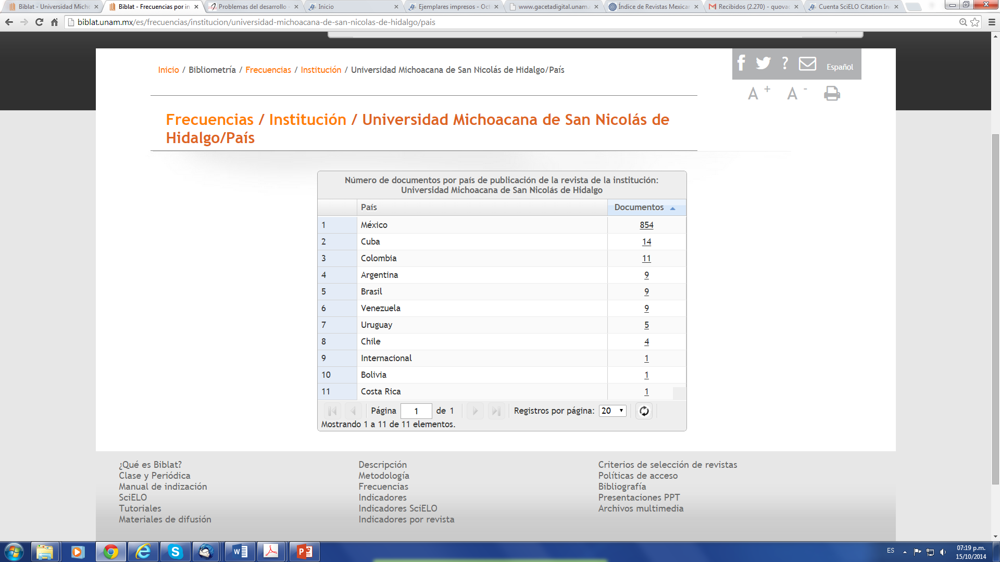 Biblat - Universidad Micho
Biblat - Frecuencias por in
Problemas del desarrollo -
Inicio
Ejemplares impresos - Oct
www.gacetadigital.unam.
Índice de Revistas Mexican
Recibidos (2.270) - quovad
Cuenta SciELO Citation In
biblat.unam.mx/es/frecuencias/institucion/universidad-michoacana-de-san-nicolas-de-hidalgo/pais
Inicio / Bibliometría / Frecuencias / Institución / Universidad Michoacana de San Nicolás de Hidalgo/País
f ? Español
A + A -
Frecuencias / Institución / Universidad Michoacana de San Nicolás de
Hidalgo/País
Número de documentos por país de publicación de la revista de la institución:
Universidad Michoacana de San Nicolás de Hidalgo
País Documentos
1 México 854
2 Cuba 14
3 Colombia 11
4 Argentina 9
5 Brasil 9
6 Venezuela 9
7 Uruguay 5
8 Chile 4
9 Internacional 1
10 Bolivia 1
11 Costa Rica 1
Página 1 de 1 Registros por página: 20
Mostrando 1 a 11 de 11 elementos.
¿Qué es Biblat?
Clase y Periódica
Manual de indización
SciELO
Tutoriales
Materiales de difusión
Descripción
Metodología
Frecuencias
Indicadores
Indicadores SciELO
Indicadores por revista
Criterios de selección de revistas
Políticas de acceso
Bibliografía
Presentaciones PPT
Archivos multimedia
ES
07:19 p.m.
15/10/2014